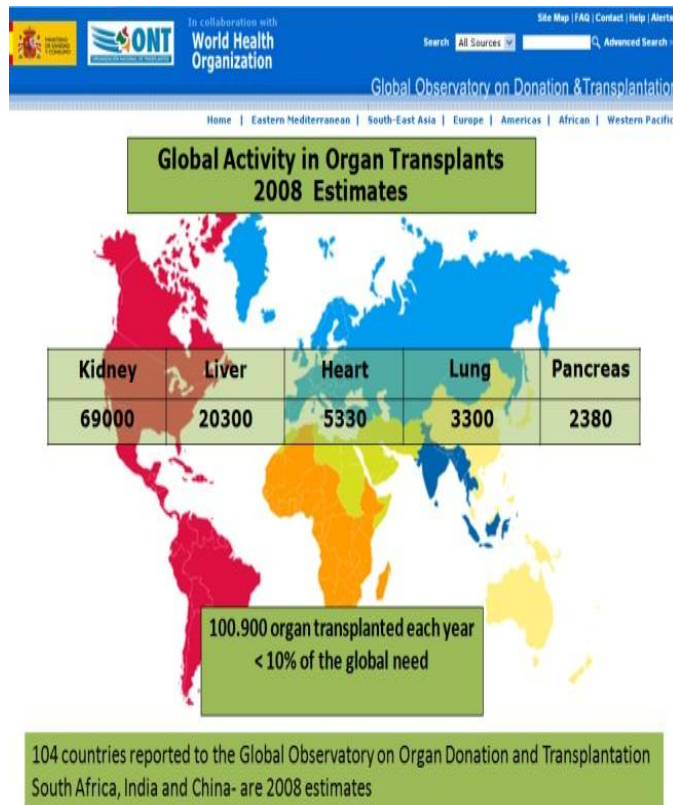 Site Map | FAQ | Contact | Help | Alerts
In collaboration with
World Health
Organization
ONT
Search All Sources Advanced Search
Global Observatory on Donation &Transplantation
Home | Eastern Mediterranean | South-East Asia | Europe | Americas | African | Western Pacific
Global Activity in Organ Transplants
2008 Estimates
Kidney Liver Heart Lung Pancreas
69000 20300 5330 3300 2380
100.900 organ transplanted each year
< 10% of the global need
104 countries reported to the Global Observatory on Organ Donation and Transplantation
South Africa, India and China- are 2008 estimates